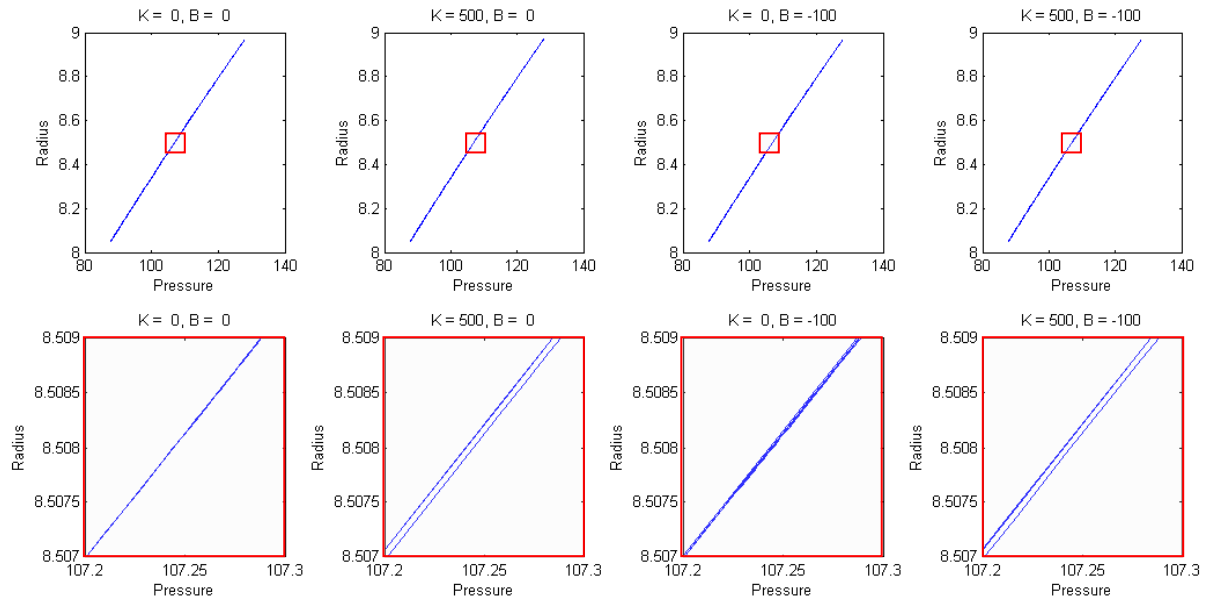 K = 0, B = 0
9
8.8
8.6
8.4
8.2
8
Radius
80 100 120 140
Pressure
K = 500, B = 0
9
8.8
8.6
8.4
8.2
8
Radius
80 100 120 140
Pressure
K = 0, B = -100
9
8.8
8.6
8.4
8.2
8
Radius
80 100 120 140
Pressure
K = 500, B = -100
9
8.8
8.6
8.4
8.2
8
Radius
80 100 120 140
Pressure
K = 0, B = 0
8.509
8.5085
8.508
8.5075
8.507
Radius
107.2 107.25 107.3
Pressure
K = 500, B = 0
8.509
8.5085
8.508
8.5075
8.507
Radius
107.2 107.25 107.3
Pressure
K = 0, B = -100
8.509
8.5085
8.508
8.5075
8.507
Radius
107.2 107.25 107.3
Pressure
K = 500, B = -100
8.509
8.5085
8.508
8.5075
8.507
Radius
107.2 107.25 107.3
Pressure